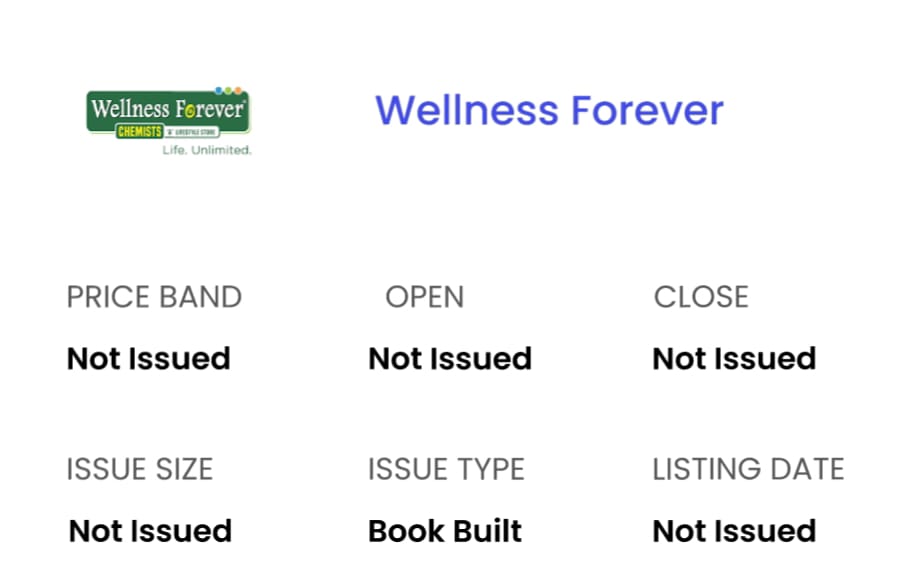 Wellness Forever
CHEMISTS 'n' LIFESTYLE STORE
Life. Unlimited.
Wellness Forever
PRICE BAND OPEN CLOSE
Not Issued Not Issued Not Issued
ISSUE SIZE ISSUE TYPE LISTING DATE
Not Issued Book Built Not Issued